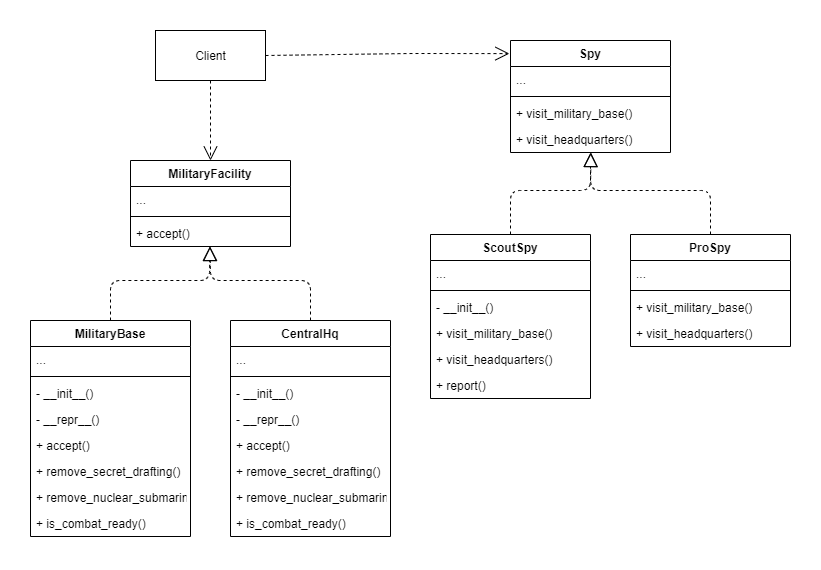 Client
Spy
...
+ visit_military_base()
+ visit_headquarters()
MilitaryFacility
...
+ accept()
ScoutSpy
...
- __init__()
+ visit_military_base()
+ visit_headquarters()
+ report()
ProSpy
...
+ visit_military_base()
+ visit_headquarters()
MilitaryBase
...
- __init__()
- __repr__()
+ accept()
+ remove_secret_drafting()
+ remove_nuclear_submarin
+ is_combat_ready()
CentralHq
...
- __init__()
- __repr__()
+ accept()
+ remove_secret_drafting()
+ remove_nuclear_submarin
+ is_combat_ready()